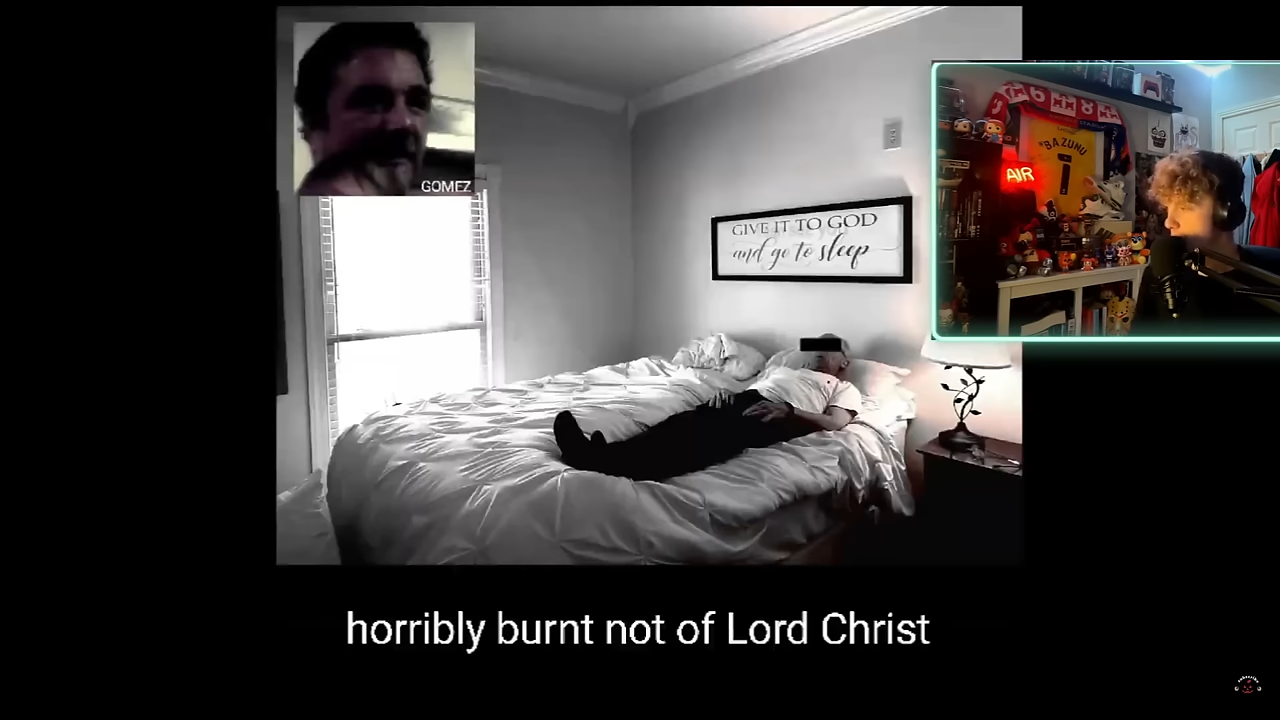 GOMEZ
GIVE IT TO GOD
and go to sleep
BAZUNU
1
AIR
horribly burnt not of Lord Christ